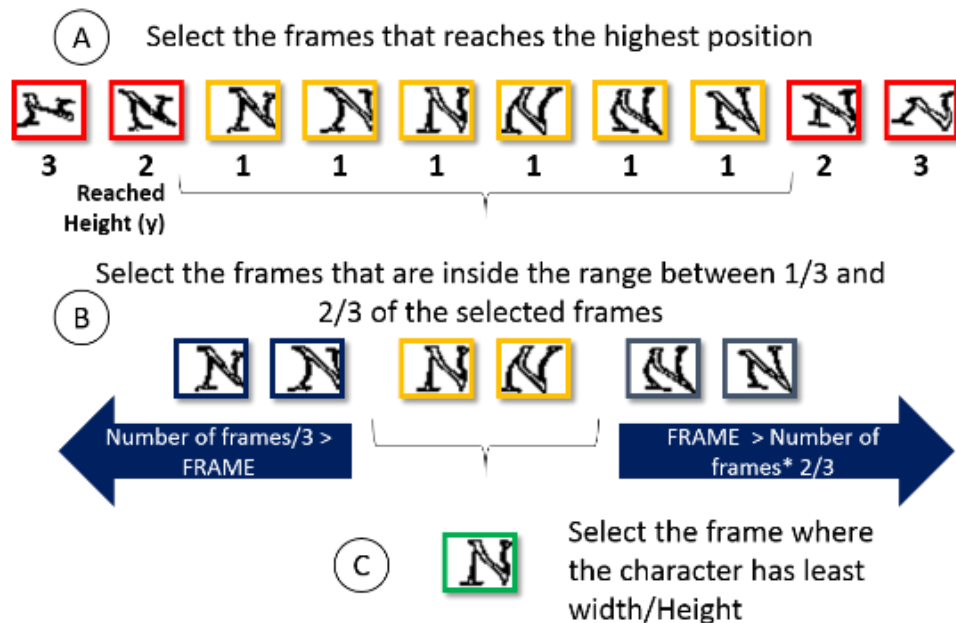 A Select the frames that reaches the highest position
N N N N N N N N N N
3 2 1 1 1 1 1 1 2 3
Reached
Height (y)
Select the frames that are inside the range between 1/3 and
B 2/3 of the selected frames
N N N N N N
Number of frames/3 >
FRAME
FRAME > Number of
frames* 2/3
C N Select the frame where
the character has least
width/Height